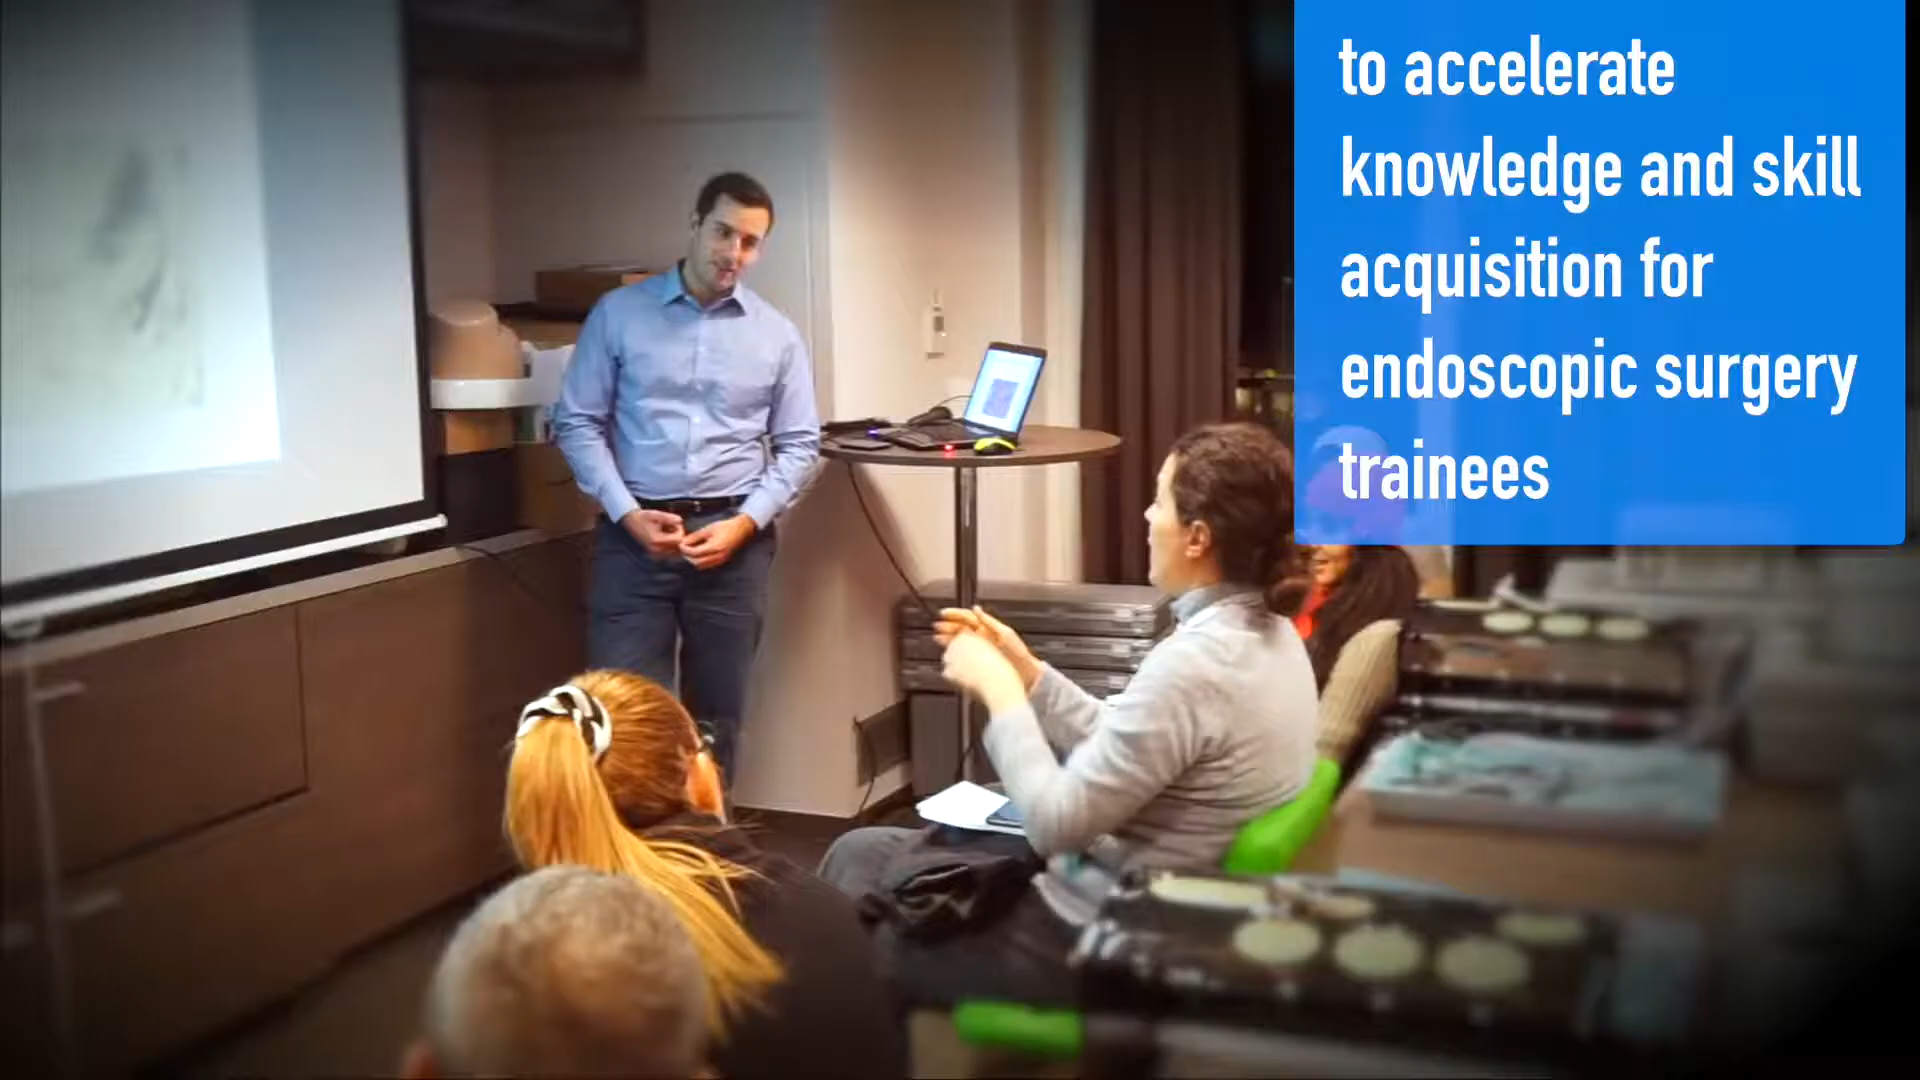 to accelerate
knowledge and skill
acquisition for
endoscopic surgery
trainees